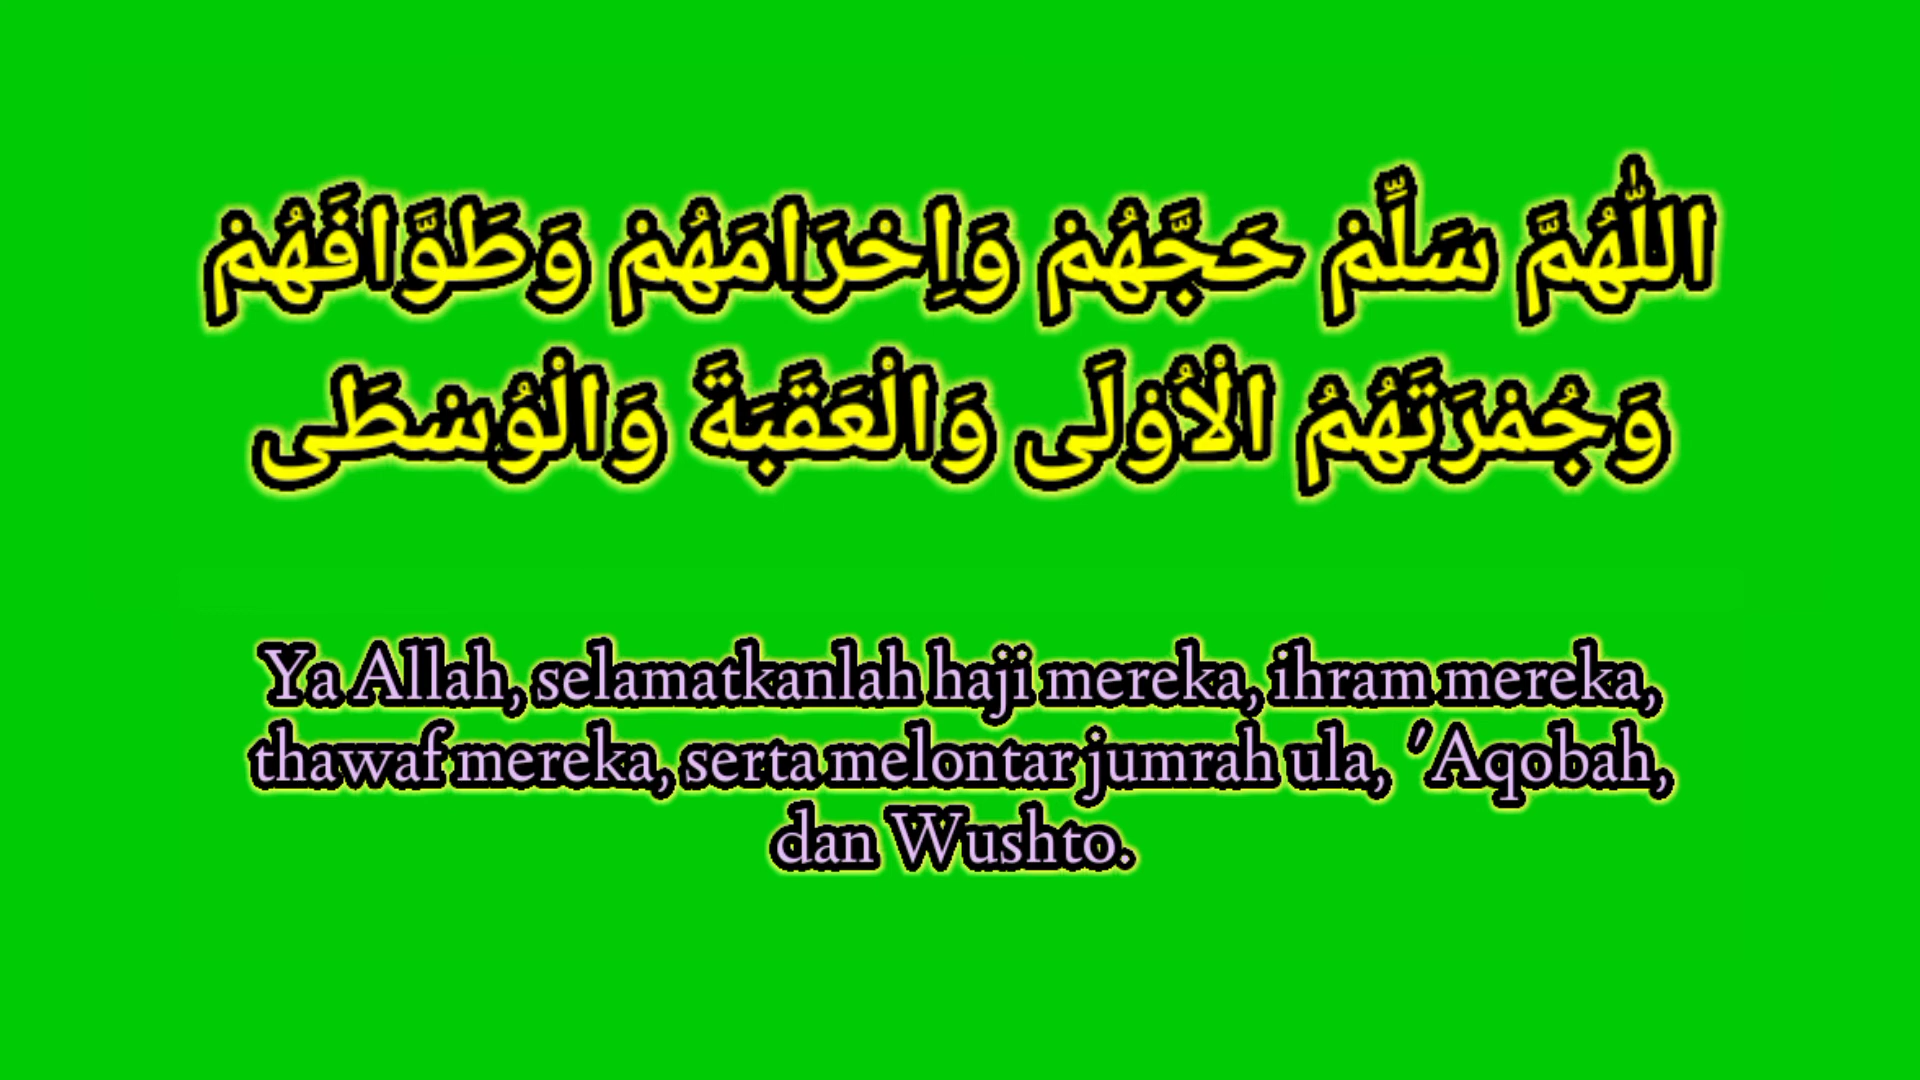 اللّٰهُمَّ سَلِّمْ حَجَّهُمْ وَاِحْرَامَهُمْ وَطَوَّافَهُمْ
وَجُمْرَتَهُمُ الْاُوْلَى وَالْعَقَبَةَ وَالْوُسْطَى
Ya Allah, selamatkanlah haji mereka, ihram mereka,
thawaf mereka, serta melontar jumrah ula, 'Aqobah,
dan Wushto.